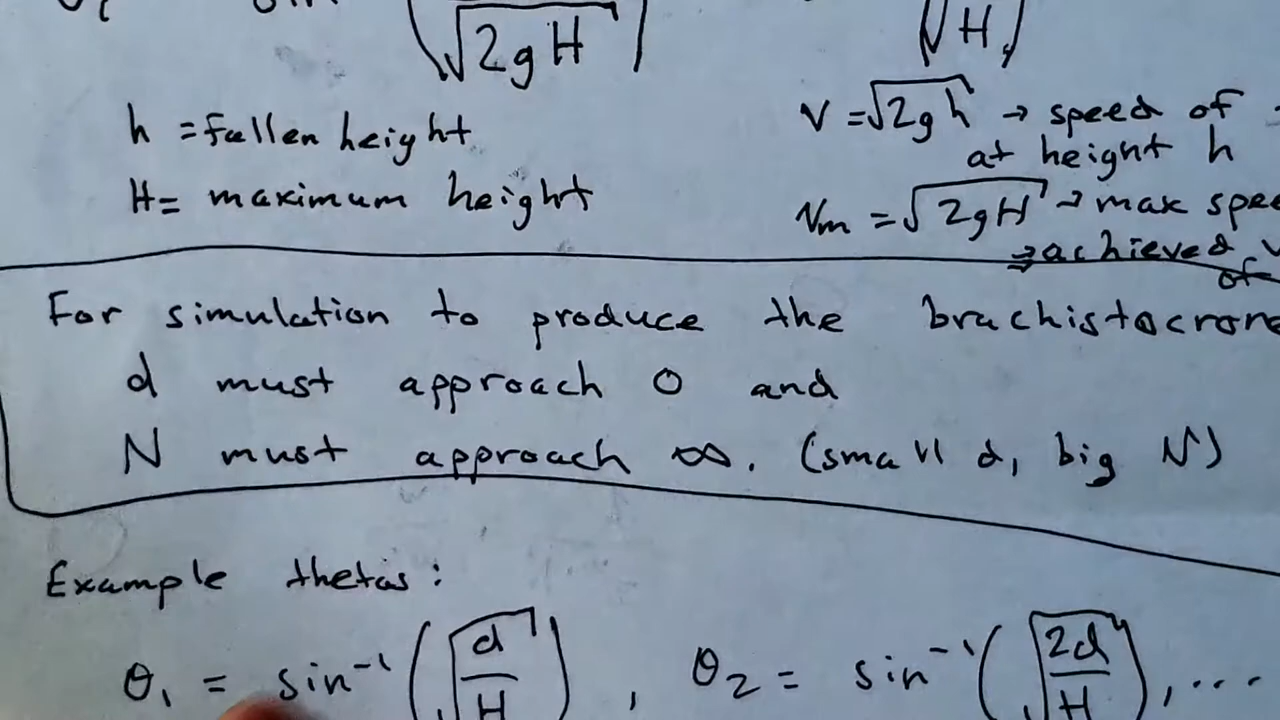 √2gH √H
h = fallen height
H = maximum height
v = √2gh → speed of
at height h
Vm = √2gH → max spee
⇒ achieved
of
For simulation to produce the brachistocrone
d must approach 0 and
N must approach ∞. (small d, big N)
Example thetas:
θ₁ = sin⁻¹(√d/H), θ₂ = sin⁻¹(√2d/H), ...